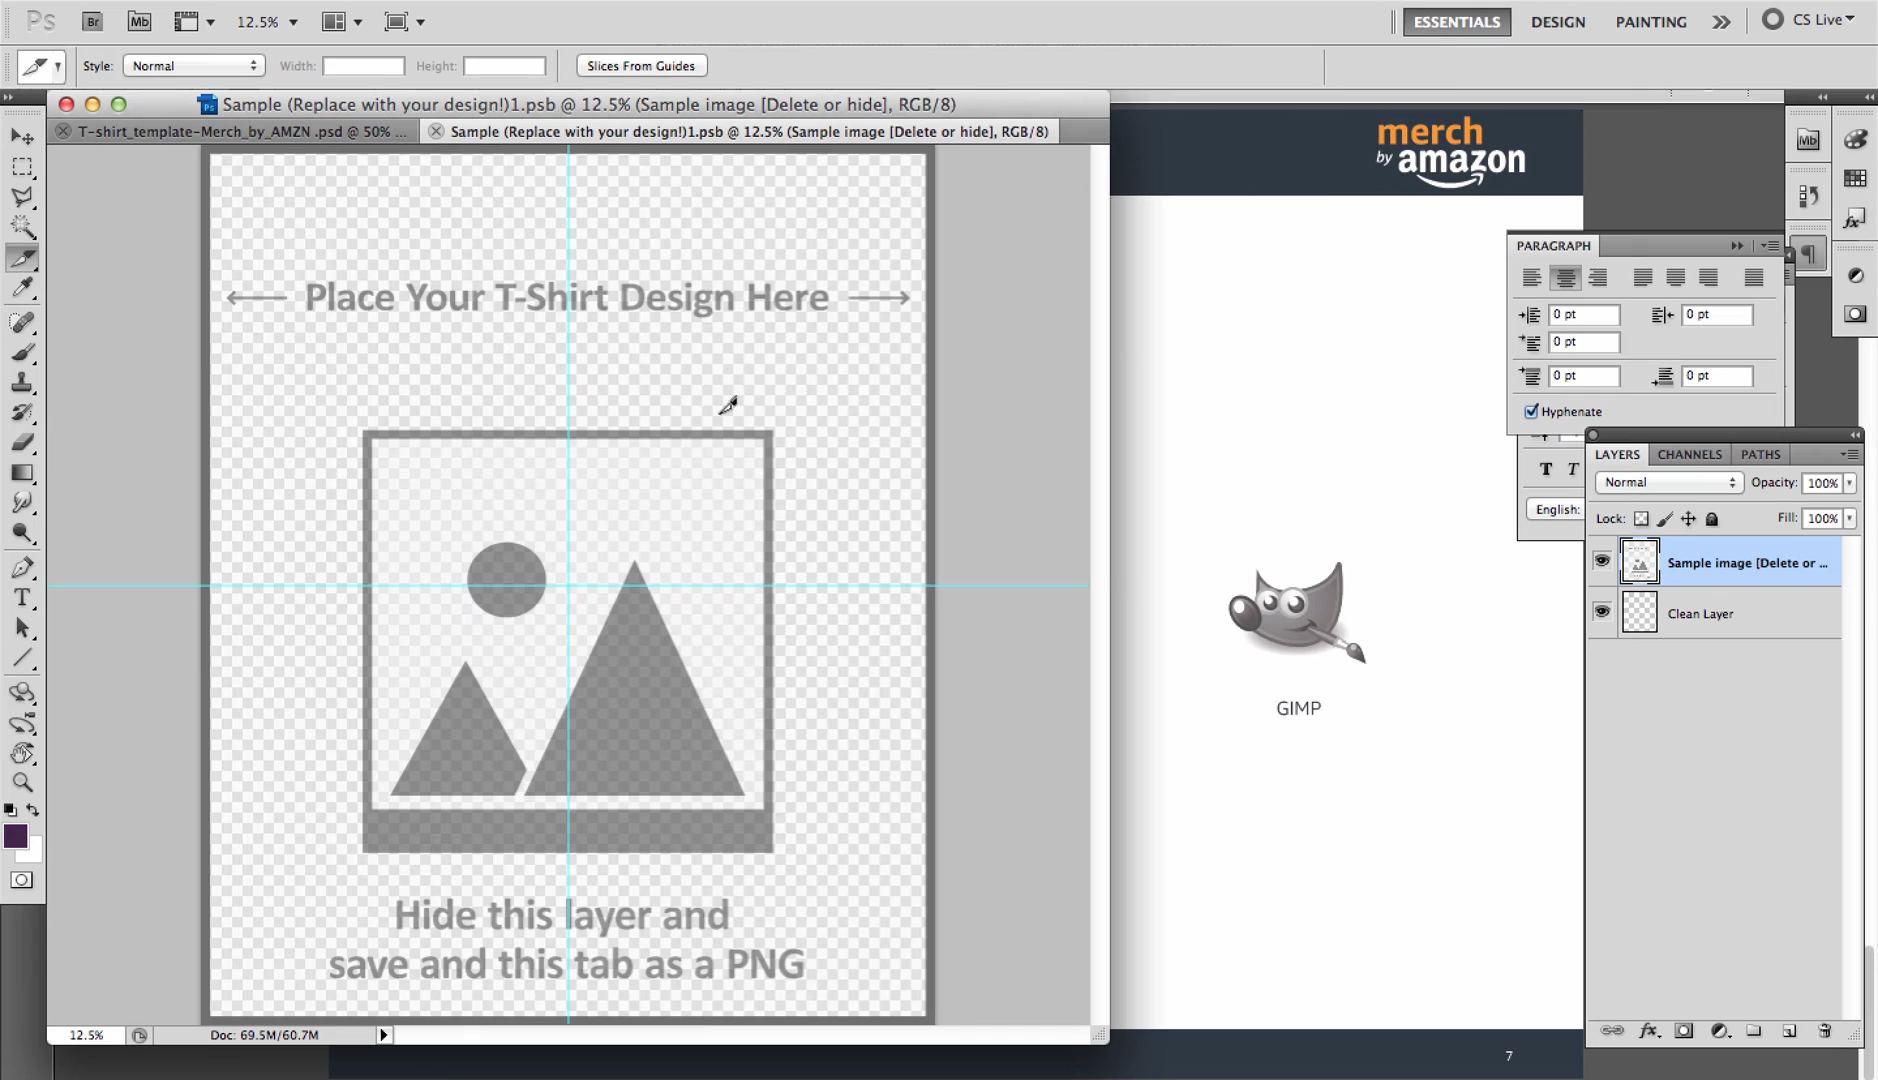 Ps Br Mb 12.5% ESSENTIALS DESIGN PAINTING CS Live
Style: Normal Width: Height: Slices From Guides
Sample (Replace with your design!)1.psb @ 12.5% (Sample image [Delete or hide], RGB/8)
T-shirt_template-Merch_by_AMZN .psd @ 50% ...
Sample (Replace with your design!)1.psb @ 12.5% (Sample image [Delete or hide], RGB/8)
merch
by amazon
Mb
PARAGRAPH
0 pt 0 pt
0 pt
0 pt 0 pt
Hyphenate
T T
English:
Place Your T-Shirt Design Here
Hide this layer and
save and this tab as a PNG
GIMP
LAYERS CHANNELS PATHS
Normal Opacity: 100%
Lock: Fill: 100%
Sample image [Delete or ...
Clean Layer
fx
12.5% Doc: 69.5M/60.7M
7